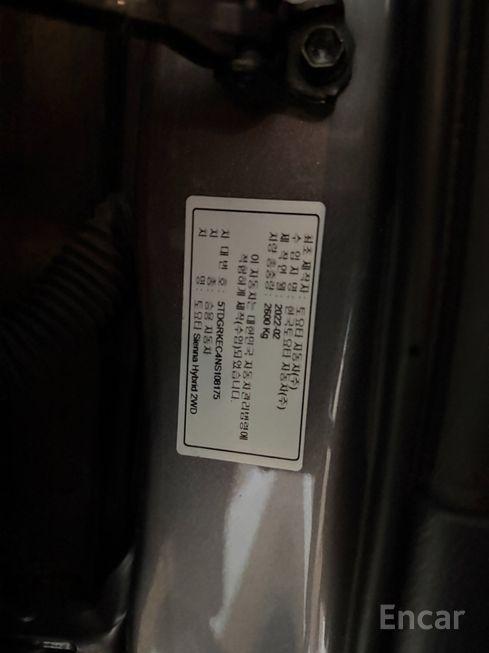 최초 제작자 : 토요타 자동차(주)
수 입 자 명 : 한국토요타 자동차(주)
제 작 연 월 : 2022-02
차량 총중량 : 2600 Kg
이 자동차는 대한민국 자동차관리법령에
적합하게 제작(수입)되었습니다.
차 대 번 호 : 5TDGRKEC4NS108175
차 종 : 승용 자동차
차 명 : 토요타 Sienna Hybrid 2WD
Encar